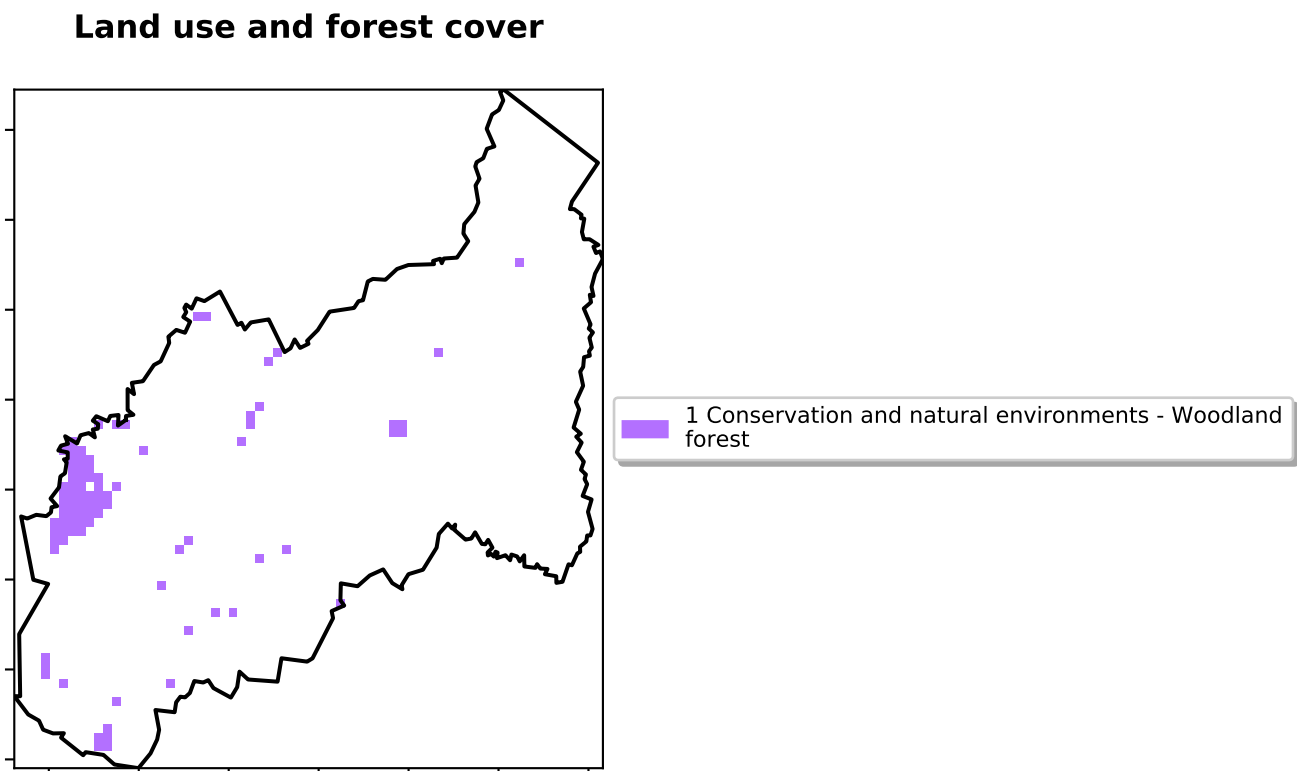 Land use and forest cover
1 Conservation and natural environments - Woodland
forest